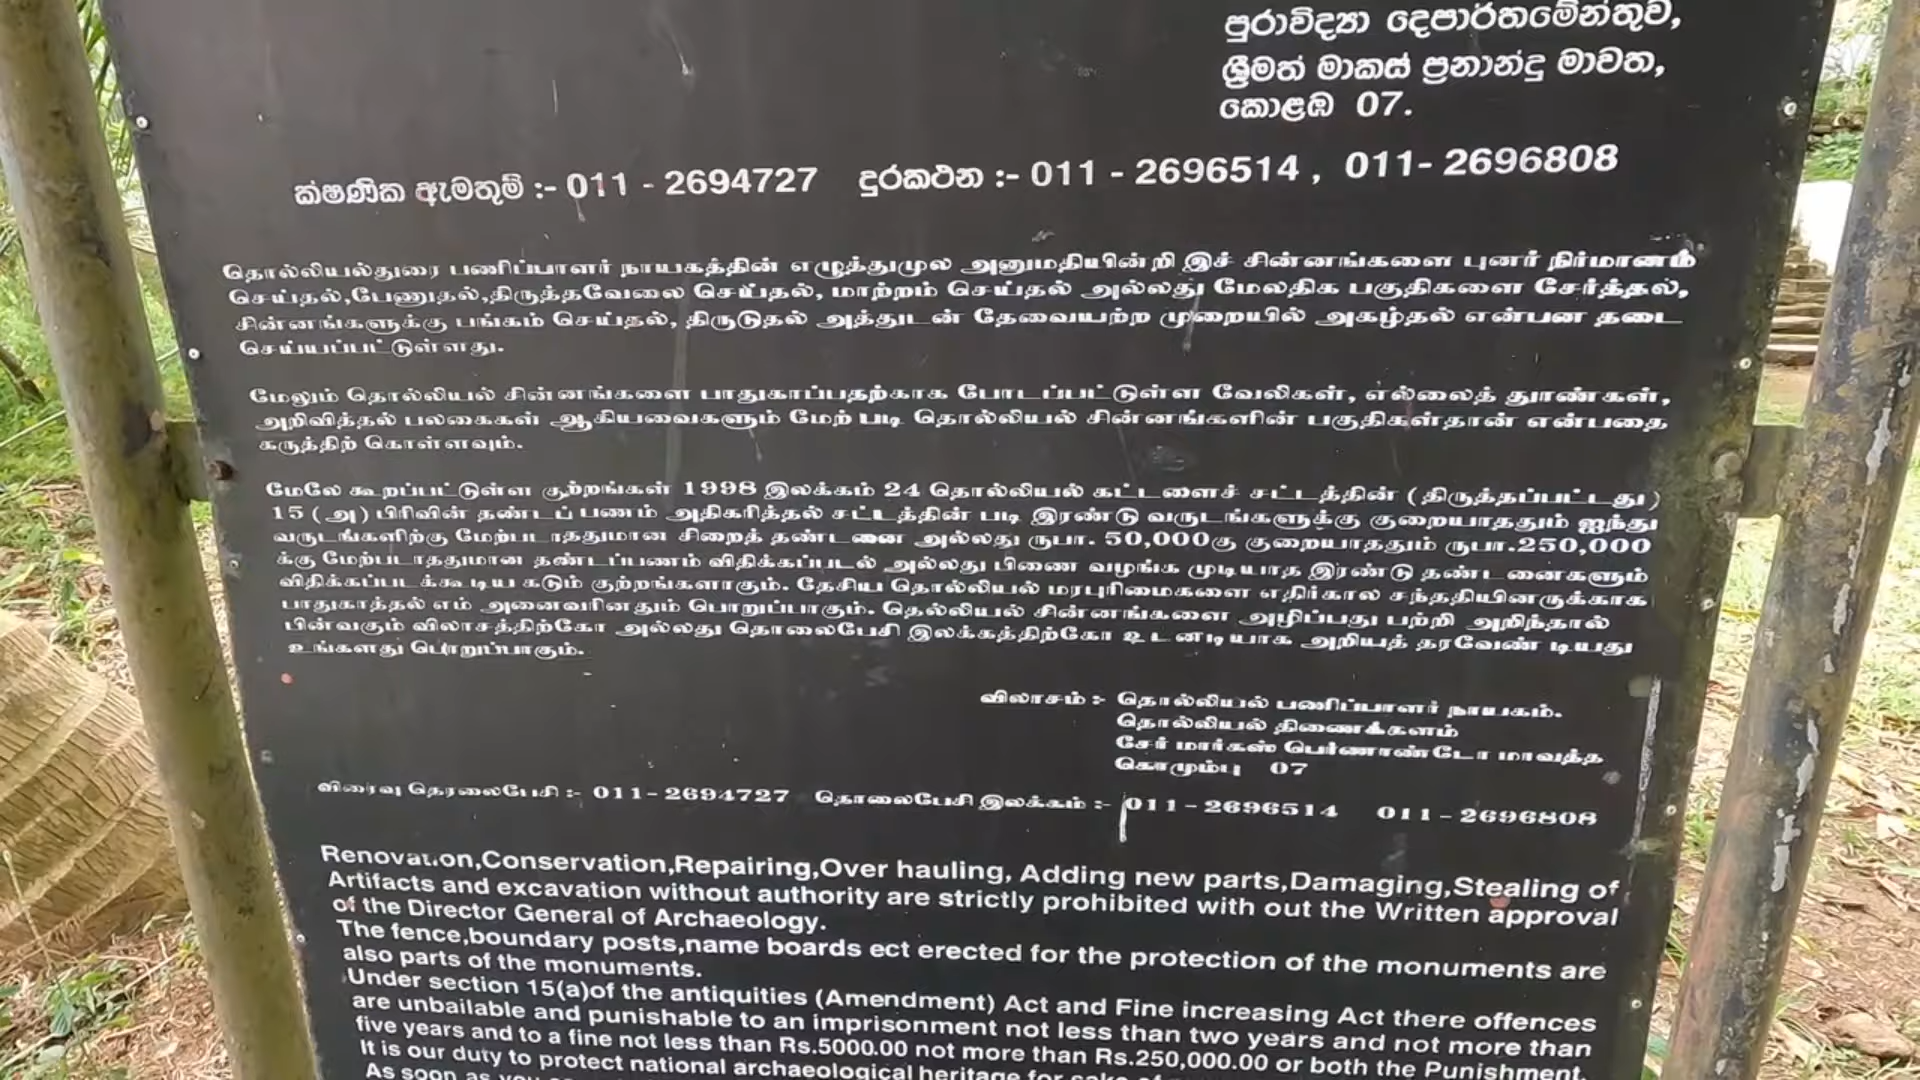 පුරාවිද්‍යා දෙපාර්තමේන්තුව,
ශ්‍රීමත් මාකස් ප්‍රනාන්දු මාවත,
කොළඹ 07.
ක්ෂණික ඇමතුම් :- 011 - 2694727 දුරකථන :- 011 - 2696514 , 011- 2696808
தொல்லியல்துரை பணிப்பாளர் நாயகத்தின் எழுத்துமுல அனுமதியின்றி இச் சின்னங்களை புனர் நிர்மானம்
செய்தல்,பேணுதல்,திருத்தவேலை செய்தல், மாற்றம் செய்தல் அல்லது மேலதிக பகுதிகளை சேர்த்தல்,
சின்னங்களுக்கு பங்கம் செய்தல், திருடுதல் அத்துடன் தேவையற்ற முறையில் அகழ்தல் என்பன தடை
செய்யப்பட்டுள்ளது.
மேலும் தொல்லியல் சின்னங்களை பாதுகாப்பதற்காக போடப்பட்டுள்ள வேலிகள், எல்லைத் தூண்கள்,
அறிவித்தல் பலகைகள் ஆகியவைகளும் மேற் படி தொல்லியல் சின்னங்களின் பகுதிகள்தான் என்பதை
கருத்திற் கொள்ளவும்.
மேலே கூறப்பட்டுள்ள குற்றங்கள் 1998 இலக்கம் 24 தொல்லியல் கட்டளைச் சட்டத்தின் (திருத்தப்பட்டது)
15 (அ) பிரிவின் தண்டப் பணம் அதிகரித்தல் சட்டத்தின் படி இரண்டு வருடங்களுக்கு குறையாததும் ஐந்து
வருடங்களிற்கு மேற்படாததுமான சிறைத் தண்டனை அல்லது ரூபா. 50,000கு குறையாததும் ரூபா.250,000
க்கு மேற்படாததுமான தண்டப்பணம் விதிக்கப்படல் அல்லது பிணை வழங்க முடியாத இரண்டு தண்டனைகளும்
விதிக்கப்படக்கூடிய கடும் குற்றங்களாகும். தேசிய தொல்லியல் மரபுரிமைகளை எதிர்கால சந்ததியினருக்காக
பாதுகாத்தல் எம் அனைவரினதும் பொறுப்பாகும். தெல்லியல் சின்னங்களை அழிப்பது பற்றி அறிந்தால்
பின்வகும் விலாசத்திற்கோ அல்லது தொலைபேசி இலக்கத்திற்கோ உடனடியாக அறியத் தரவேண் டியது
உங்களது பொறுப்பாகும்.
விலாசம் :- தொல்லியல் பணிப்பாளர் நாயகம்.
தொல்லியல் திணைக்களம்
சேர் மார்கஸ் பெர்ணாண்டோ மாவத்த
கொழும்பு 07
விரைவு தெரலைபேசி :- 011-2694727 தொலைபேசி இலக்கம் :- 011-2696514 011-2696808
Renovation,Conservation,Repairing,Over hauling, Adding new parts,Damaging,Stealing of
Artifacts and excavation without authority are strictly prohibited with out the Written approval
of the Director General of Archaeology.
The fence,boundary posts,name boards ect erected for the protection of the monuments are
also parts of the monuments.
Under section 15(a)of the antiquities (Amendment) Act and Fine increasing Act there offences
are unbailable and punishable to an imprisonment not less than two years and not more than
five years and to a fine not less than Rs.5000.00 not more than Rs.250,000.00 or both the Punishment.
It is our duty to protect national archaeological heritage for sake of
As soon as you